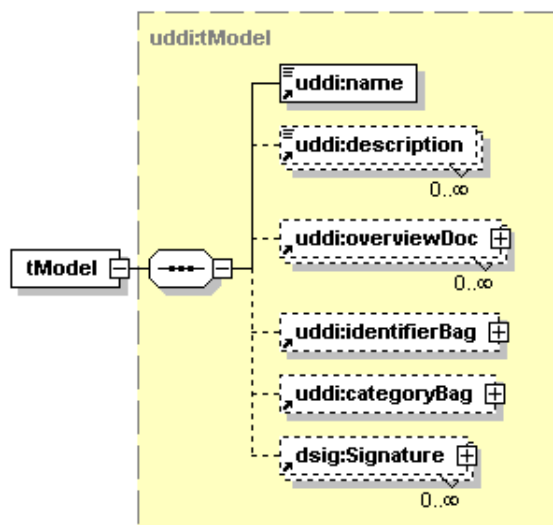 uddi:tModel
uddi:name
uddi:description
0..∞
uddi:overviewDoc
0..∞
tModel
uddi:identifierBag
uddi:categoryBag
dsig:Signature
0..∞